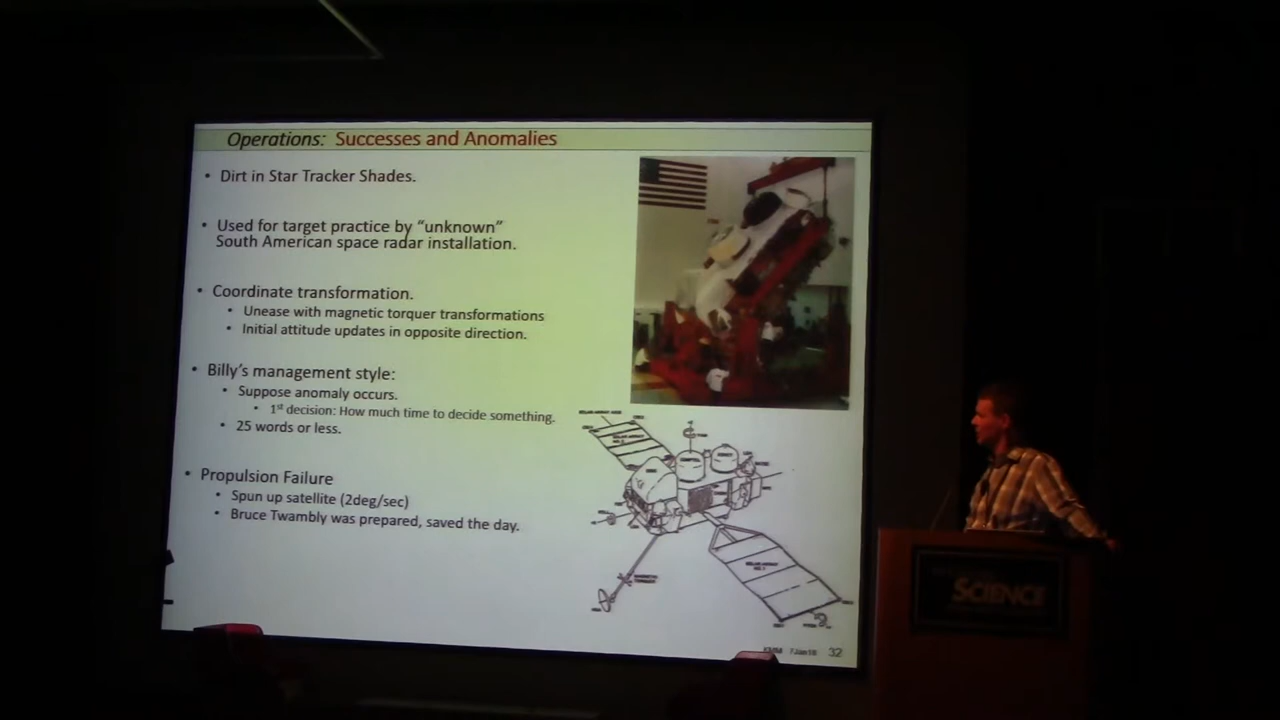 Operations: Successes and Anomalies
• Dirt in Star Tracker Shades.
• Used for target practice by “unknown”
South American space radar installation.
• Coordinate transformation.
• Unease with magnetic torquer transformations
• Initial attitude updates in opposite direction.
• Billy’s management style:
• Suppose anomaly occurs.
• 1st decision: How much time to decide something.
• 25 words or less.
• Propulsion Failure
• Spun up satellite (2deg/sec)
• Bruce Twambly was prepared, saved the day.
KMM 7Jan18 32
SCIENCE